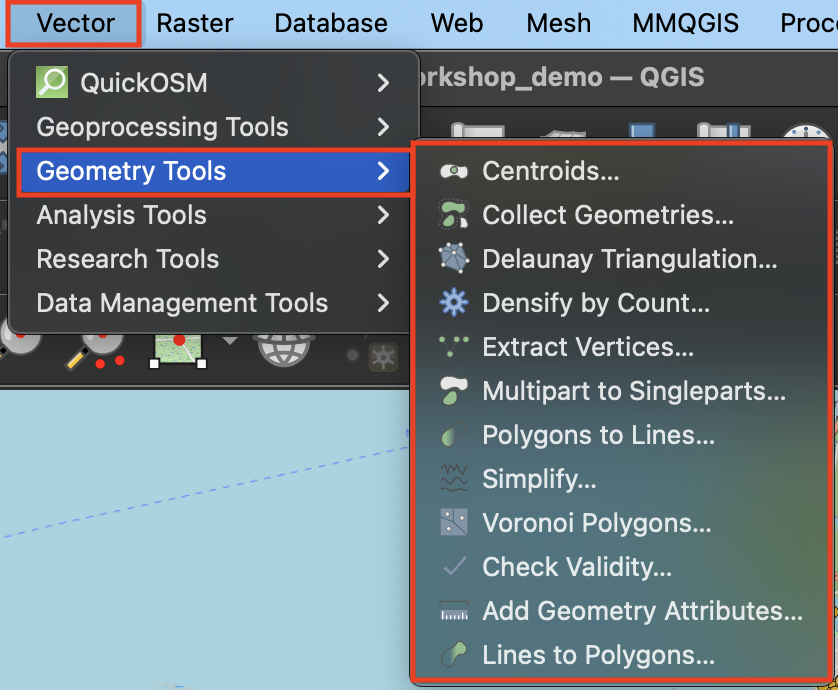 Vector Raster Database Web Mesh MMQGIS
orkshop_demo — QGIS
QuickOSM
Geoprocessing Tools
Geometry Tools
Analysis Tools
Research Tools
Data Management Tools
Centroids...
Collect Geometries...
Delaunay Triangulation...
Densify by Count...
Extract Vertices...
Multipart to Singleparts...
Polygons to Lines...
Simplify...
Voronoi Polygons...
Check Validity...
Add Geometry Attributes...
Lines to Polygons...